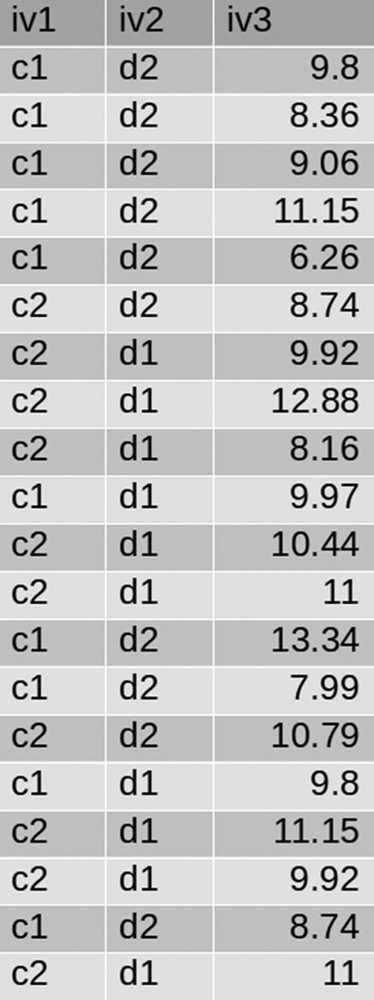 iv1 iv2 iv3
c1 d2 9.8
c1 d2 8.36
c1 d2 9.06
c1 d2 11.15
c1 d2 6.26
c2 d2 8.74
c2 d1 9.92
c2 d1 12.88
c2 d1 8.16
c1 d1 9.97
c2 d1 10.44
c2 d1 11
c1 d2 13.34
c1 d2 7.99
c2 d2 10.79
c1 d1 9.8
c2 d1 11.15
c2 d1 9.92
c1 d2 8.74
c2 d1 11